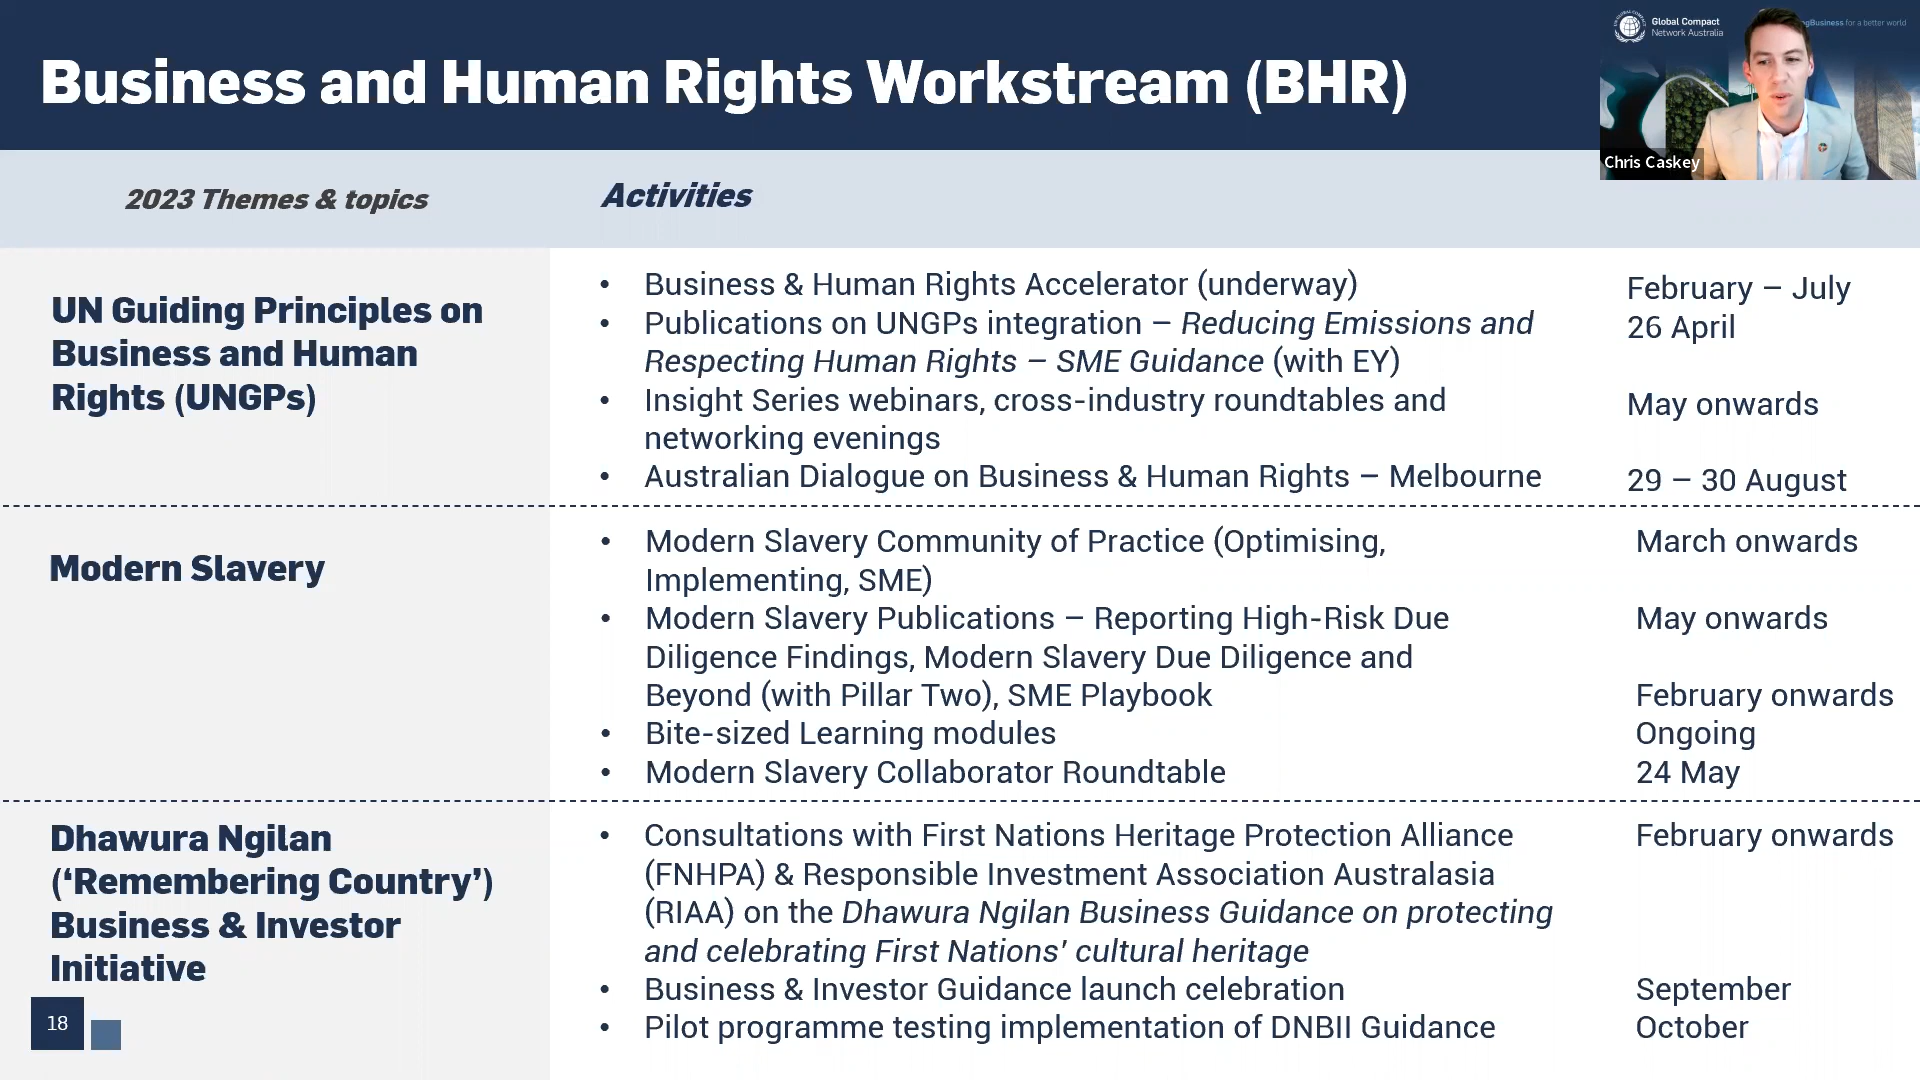 Business and Human Rights Workstream (BHR)
Global Compact
Network Australia
Business for a better world
Chris Caskey
2023 Themes & topics
Activities
UN Guiding Principles on
Business and Human
Rights (UNGPs)
• Business & Human Rights Accelerator (underway)
• Publications on UNGPs integration – Reducing Emissions and
Respecting Human Rights – SME Guidance (with EY)
• Insight Series webinars, cross-industry roundtables and
networking evenings
• Australian Dialogue on Business & Human Rights – Melbourne
February – July
26 April
May onwards
29 – 30 August
Modern Slavery
• Modern Slavery Community of Practice (Optimising,
Implementing, SME)
• Modern Slavery Publications – Reporting High-Risk Due
Diligence Findings, Modern Slavery Due Diligence and
Beyond (with Pillar Two), SME Playbook
• Bite-sized Learning modules
• Modern Slavery Collaborator Roundtable
March onwards
May onwards
February onwards
Ongoing
24 May
Dhawura Ngilan
(‘Remembering Country’)
Business & Investor
Initiative
• Consultations with First Nations Heritage Protection Alliance
(FNHPA) & Responsible Investment Association Australasia
(RIAA) on the Dhawura Ngilan Business Guidance on protecting
and celebrating First Nations’ cultural heritage
• Business & Investor Guidance launch celebration
• Pilot programme testing implementation of DNBII Guidance
February onwards
September
October
18